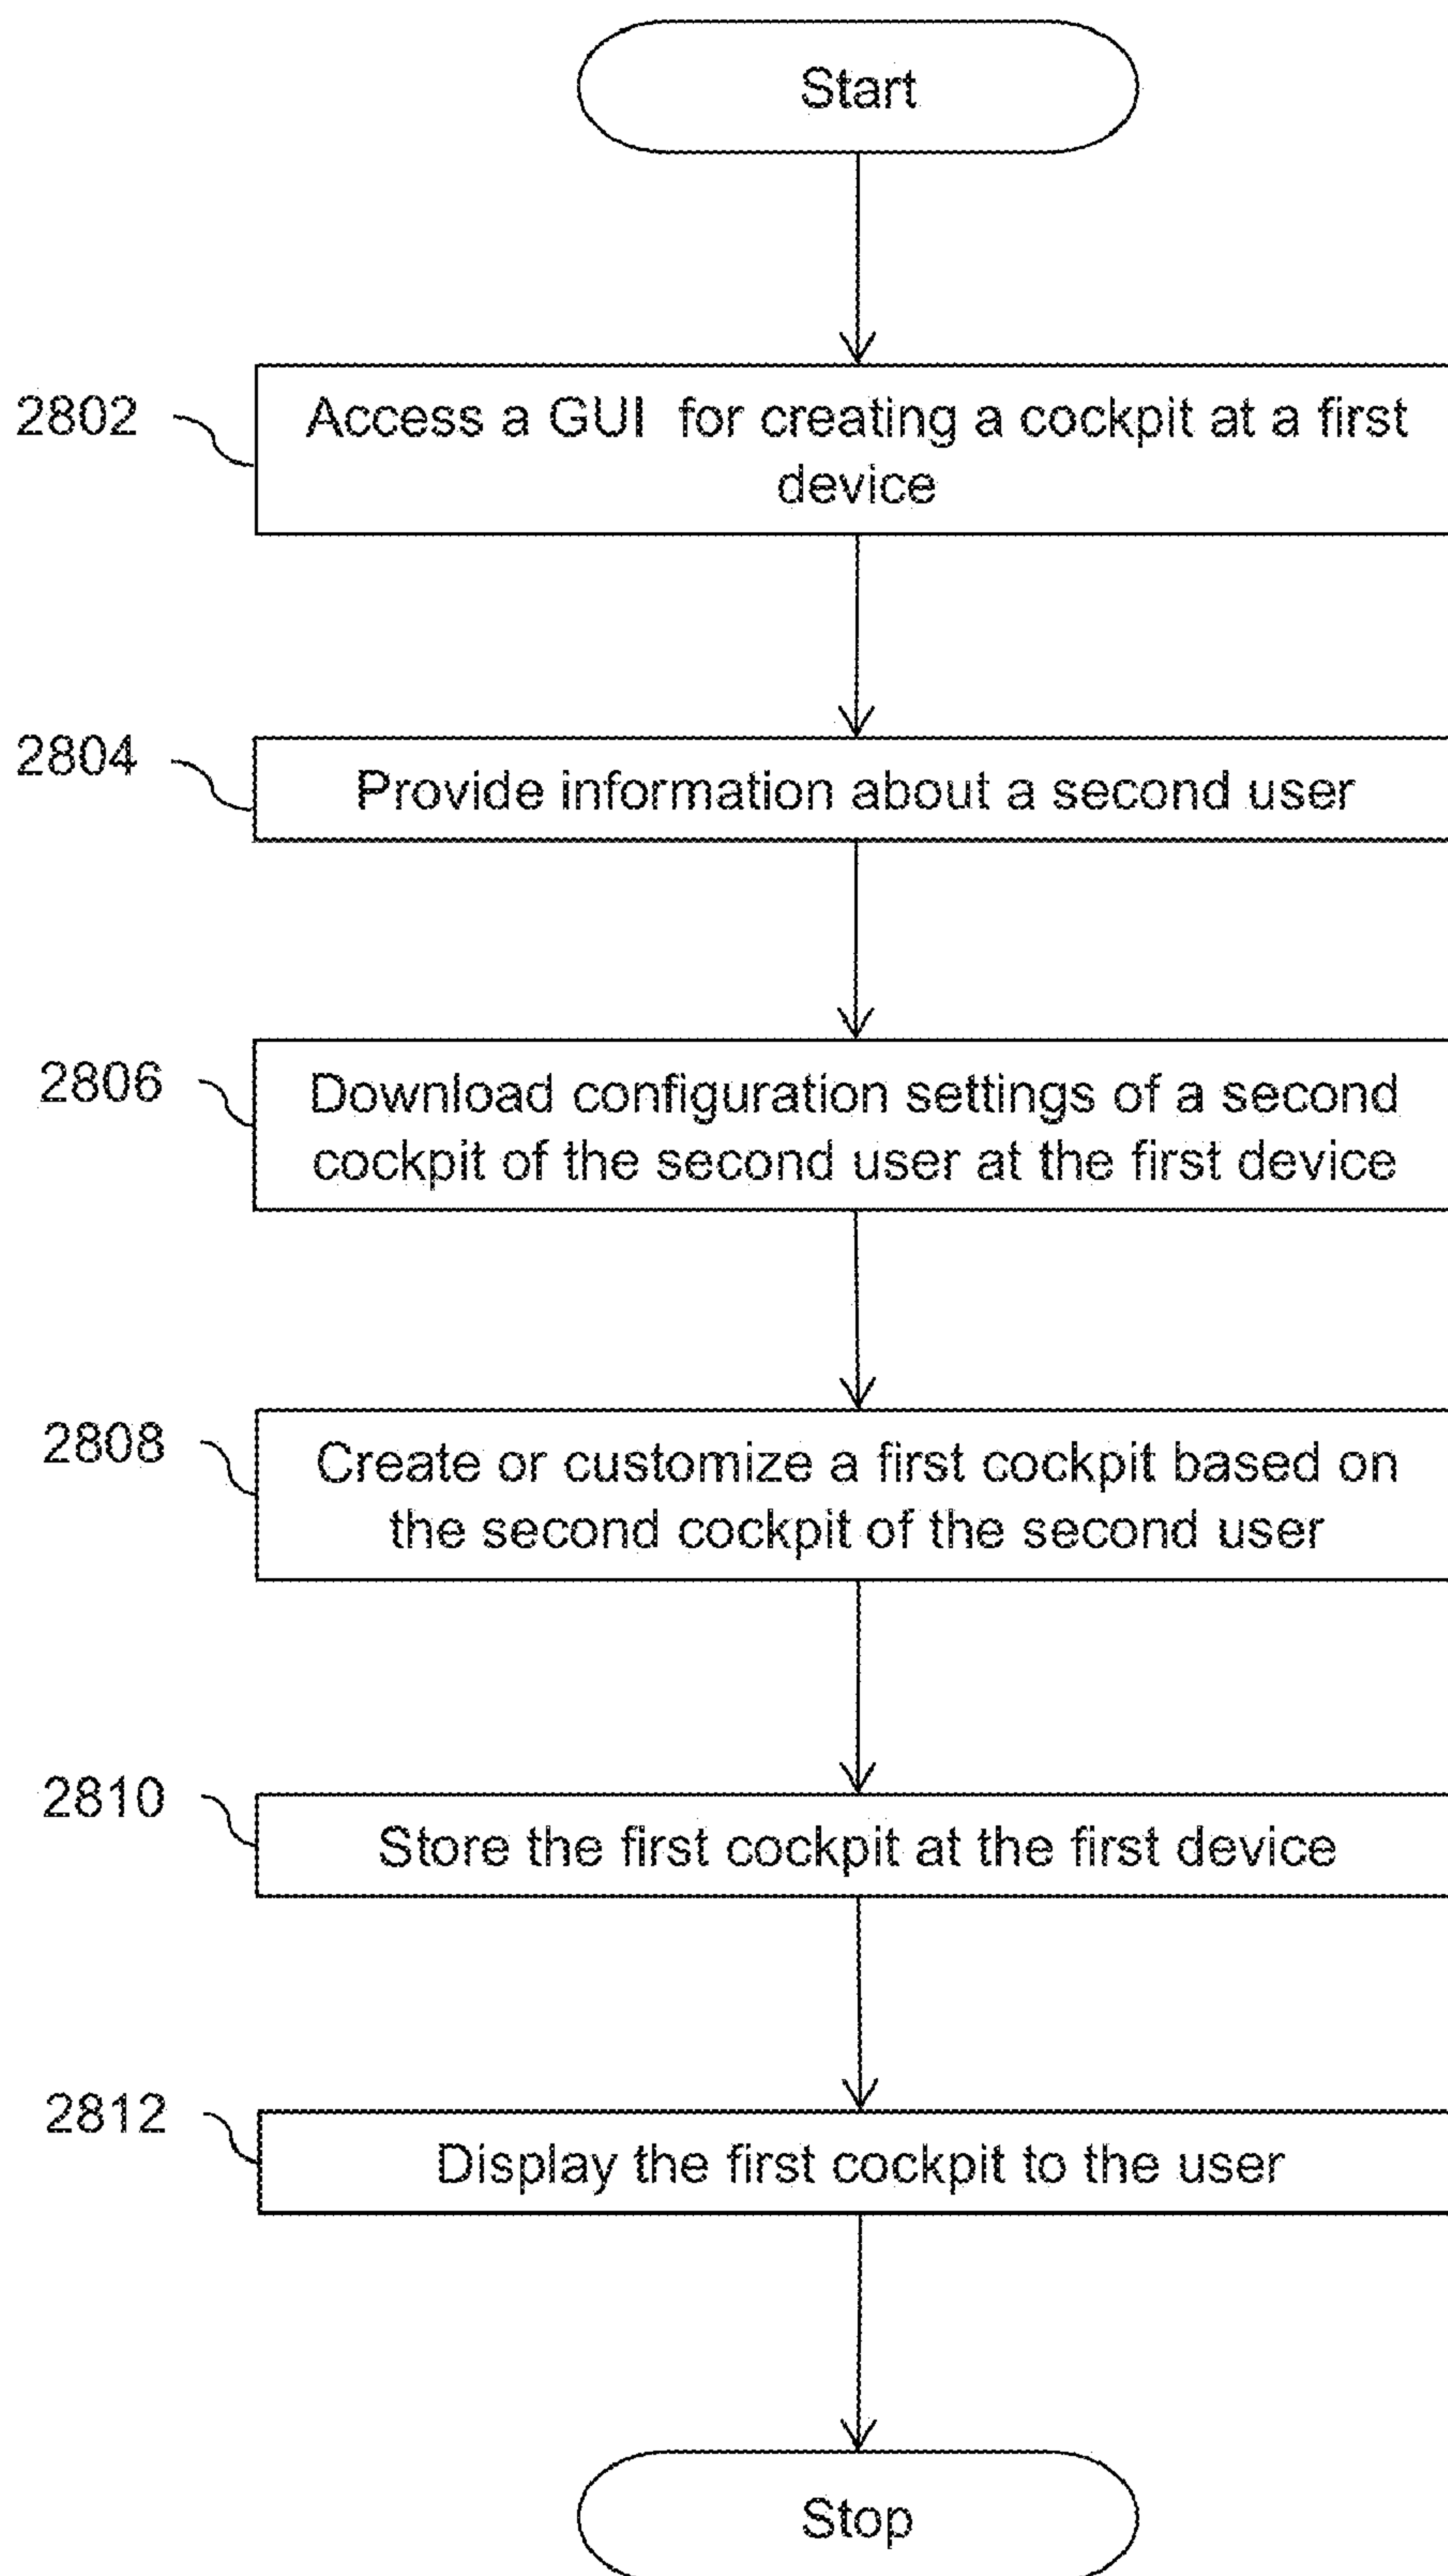 Start
2802
Access a GUI for creating a cockpit at a first
device
2804
Provide information about a second user
2806
Download configuration settings of a second
cockpit of the second user at the first device
2808
Create or customize a first cockpit based on
the second cockpit of the second user
2810
Store the first cockpit at the first device
2812
Display the first cockpit to the user
Stop